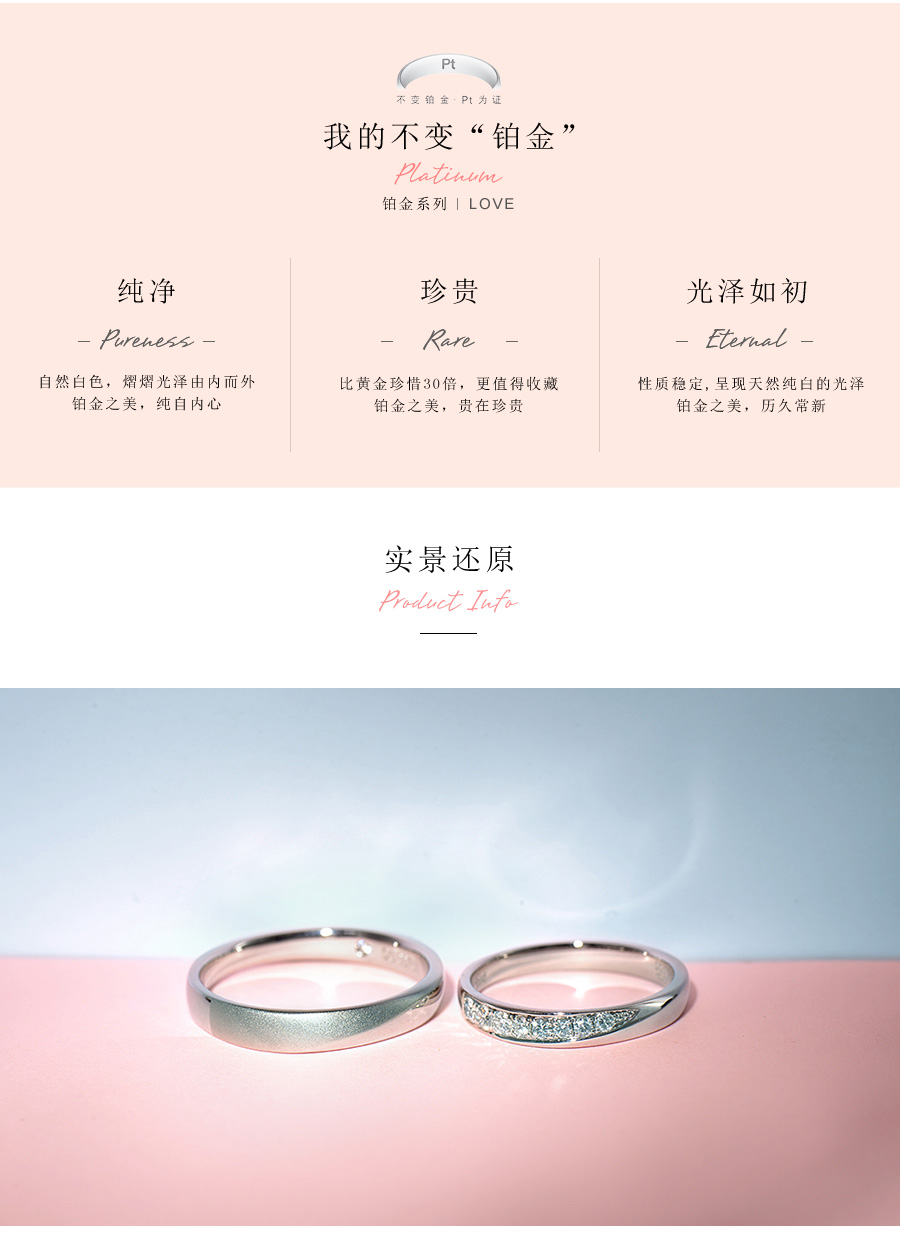 Pt
不变铂金·Pt为证
我的不变“铂金”
Platinum
铂金系列 | LOVE
纯净
Pureness
自然白色，熠熠光泽由内而外
铂金之美，纯自内心
珍贵
Rare
比黄金珍惜30倍，更值得收藏
铂金之美，贵在珍贵
光泽如初
Eternal
性质稳定,呈现天然纯白的光泽
铂金之美，历久常新
实景还原
Product Info